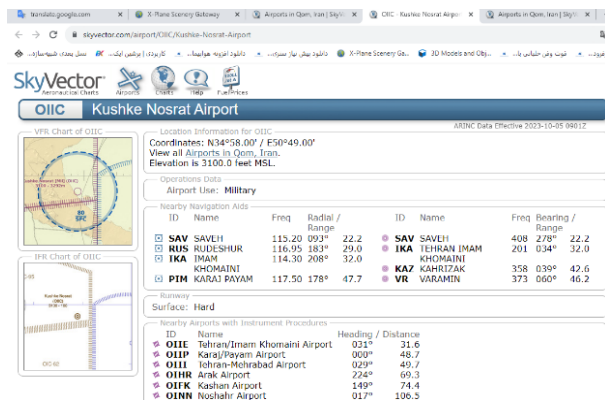 translate.google.com
X-Plane Scenery Gateway
Airports in Qom, Iran | SkyV
OIIC - Kushke Nosrat Airpor
Airports in Qom, Iran | SkyV
skyvector.com/airport/OIIC/Kushke-Nosrat-Airport
X-Plane Scenery Ga...
3D Models and Obj...
SkyVector
Aeronautical Charts
Airports
Charts
Help
FuelPrices
OIIC Kushke Nosrat Airport
ARINC Data Effective 2023-10-05 0901Z
VFR Chart of OIIC
IFR Chart of OIIC
Location Information for OIIC
Coordinates: N34°58.00' / E50°49.00'
View all Airports in Qom, Iran.
Elevation is 3100.0 feet MSL.
Operations Data
Airport Use: Military
Nearby Navigation Aids
ID Name Freq Radial / Range
SAV SAVEH 115.20 093° 22.2
RUS RUDESHUR 116.95 183° 29.0
IKA IMAM KHOMAINI 114.30 208° 32.0
PIM KARAJ PAYAM 117.50 178° 47.7
ID Name Freq Bearing / Range
SAV SAVEH 408 278° 22.2
IKA TEHRAN IMAM KHOMAINI 201 034° 32.0
KAZ KAHRIZAK 358 039° 42.6
VR VARAMIN 373 060° 46.2
Runway
Surface: Hard
Nearby Airports with Instrument Procedures
ID Name Heading / Distance
OIIE Tehran/Imam Khomaini Airport 031° 31.6
OIIP Karaj/Payam Airport 000° 48.7
OIII Tehran-Mehrabad Airport 029° 49.7
OIHR Arak Airport 224° 69.3
OIFK Kashan Airport 149° 74.4
OINN Noshahr Airport 017° 106.5